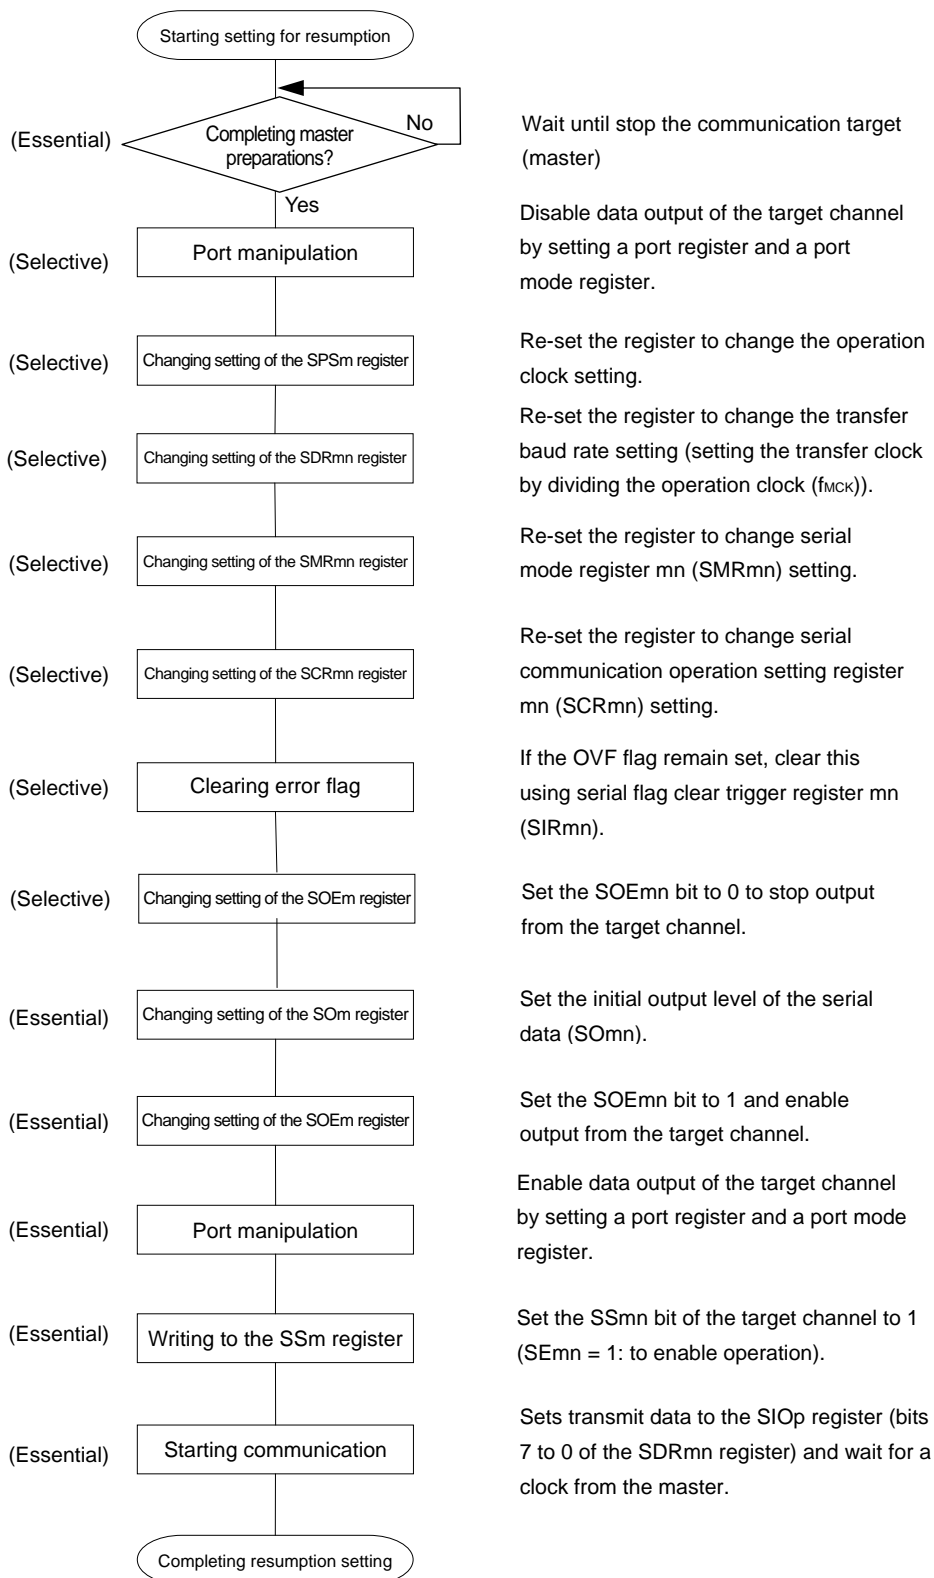 Starting setting for resumption
(Essential)
Completing master
preparations?
No
Yes
Wait until stop the communication target
(master)
(Selective)
Port manipulation
Disable data output of the target channel
by setting a port register and a port
mode register.
(Selective)
Changing setting of the SPSm register
Re-set the register to change the operation
clock setting.
(Selective)
Changing setting of the SDRmn register
Re-set the register to change the transfer
baud rate setting (setting the transfer clock
by dividing the operation clock (fMCK)).
(Selective)
Changing setting of the SMRmn register
Re-set the register to change serial
mode register mn (SMRmn) setting.
(Selective)
Changing setting of the SCRmn register
Re-set the register to change serial
communication operation setting register
mn (SCRmn) setting.
(Selective)
Clearing error flag
If the OVF flag remain set, clear this
using serial flag clear trigger register mn
(SIRmn).
(Selective)
Changing setting of the SOEm register
Set the SOEmn bit to 0 to stop output
from the target channel.
(Essential)
Changing setting of the SOm register
Set the initial output level of the serial
data (SOmn).
(Essential)
Changing setting of the SOEm register
Set the SOEmn bit to 1 and enable
output from the target channel.
(Essential)
Port manipulation
Enable data output of the target channel
by setting a port register and a port mode
register.
(Essential)
Writing to the SSm register
Set the SSmn bit of the target channel to 1
(SEmn = 1: to enable operation).
(Essential)
Starting communication
Sets transmit data to the SIOp register (bits
7 to 0 of the SDRmn register) and wait for a
clock from the master.
Completing resumption setting